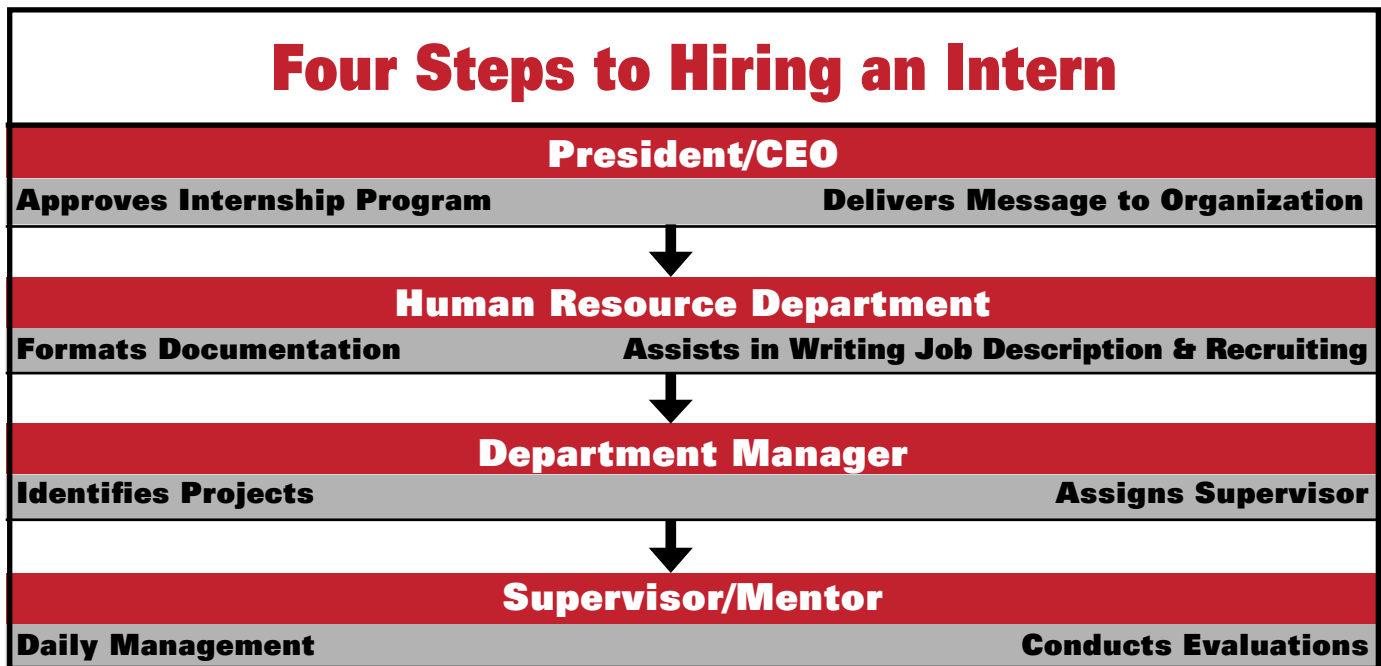 Four Steps to Hiring an Intern
President/CEO
Approves Internship Program Delivers Message to Organization
Human Resource Department
Formats Documentation Assists in Writing Job Description & Recruiting
Department Manager
Identifies Projects Assigns Supervisor
Supervisor/Mentor
Daily Management Conducts Evaluations